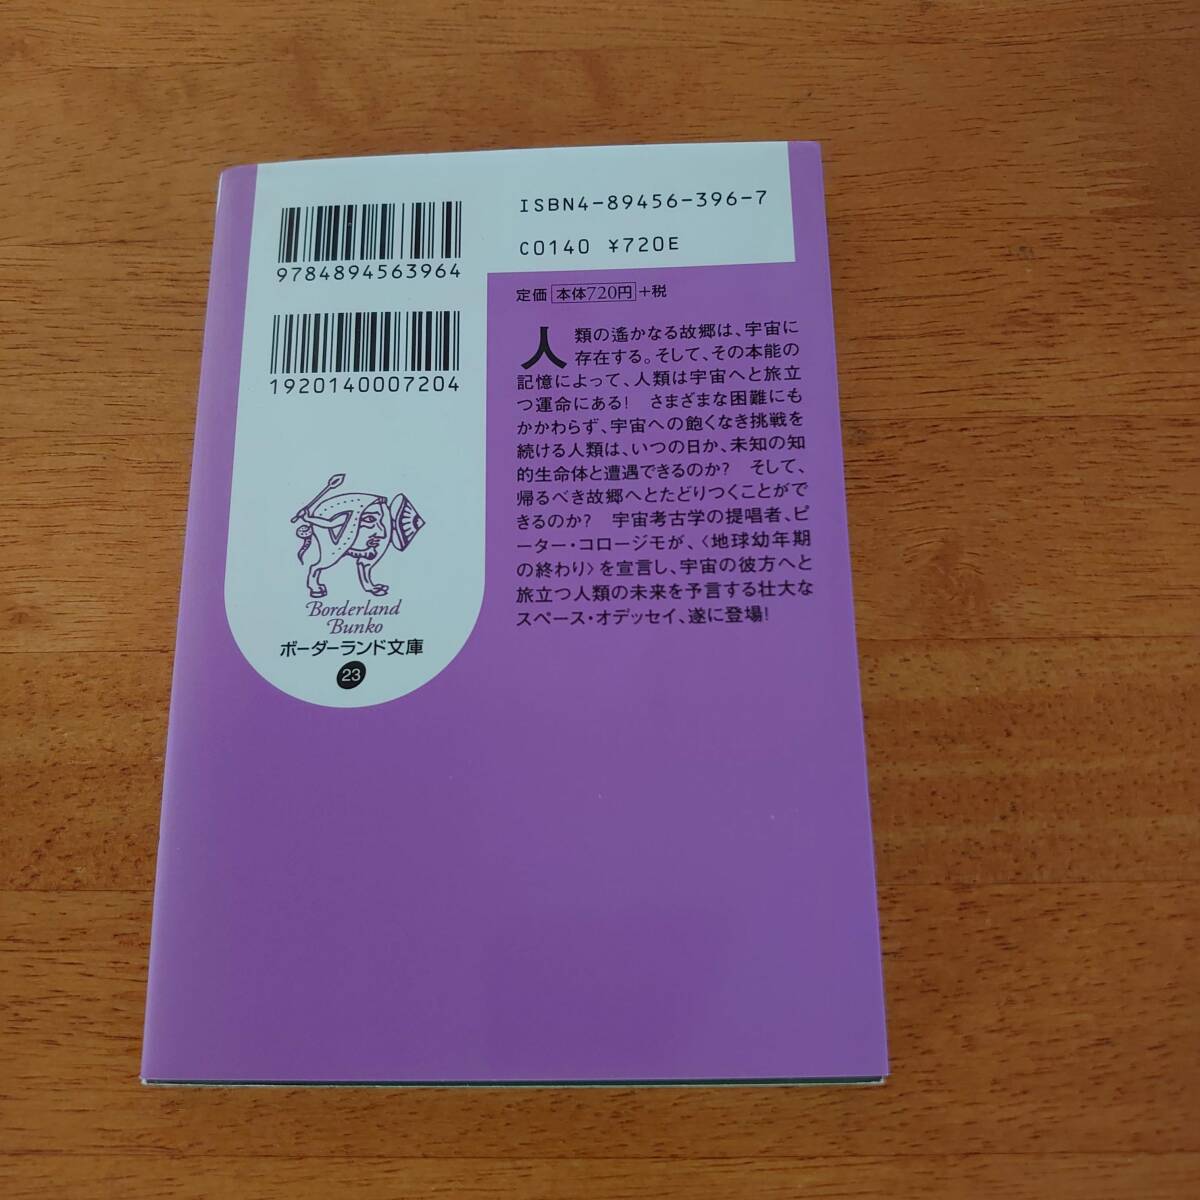 ISBN4-89456-396-7
C0140 ¥720E
9784894563964
1920140007204
定価 本体720円 +税
人類の遙かなる故郷は、宇宙に
存在する。そして、その本能の
記憶によって、人類は宇宙へと旅立
つ運命にある! さまざまな困難にも
かかわらず、宇宙への飽くなき挑戦を
続ける人類は、いつの日か、未知の知
的生命体と遭遇できるのか? そして、
帰るべき故郷へとたどりつくことがで
きるのか? 宇宙考古学の提唱者、ピ
ーター・コロージモが、〈地球幼年期
の終わり〉を宣言し、宇宙の彼方へと
旅立つ人類の未来を予言する壮大な
スペース・オデッセイ、遂に登場!
Borderland
Bunko
ボーダーランド文庫
23